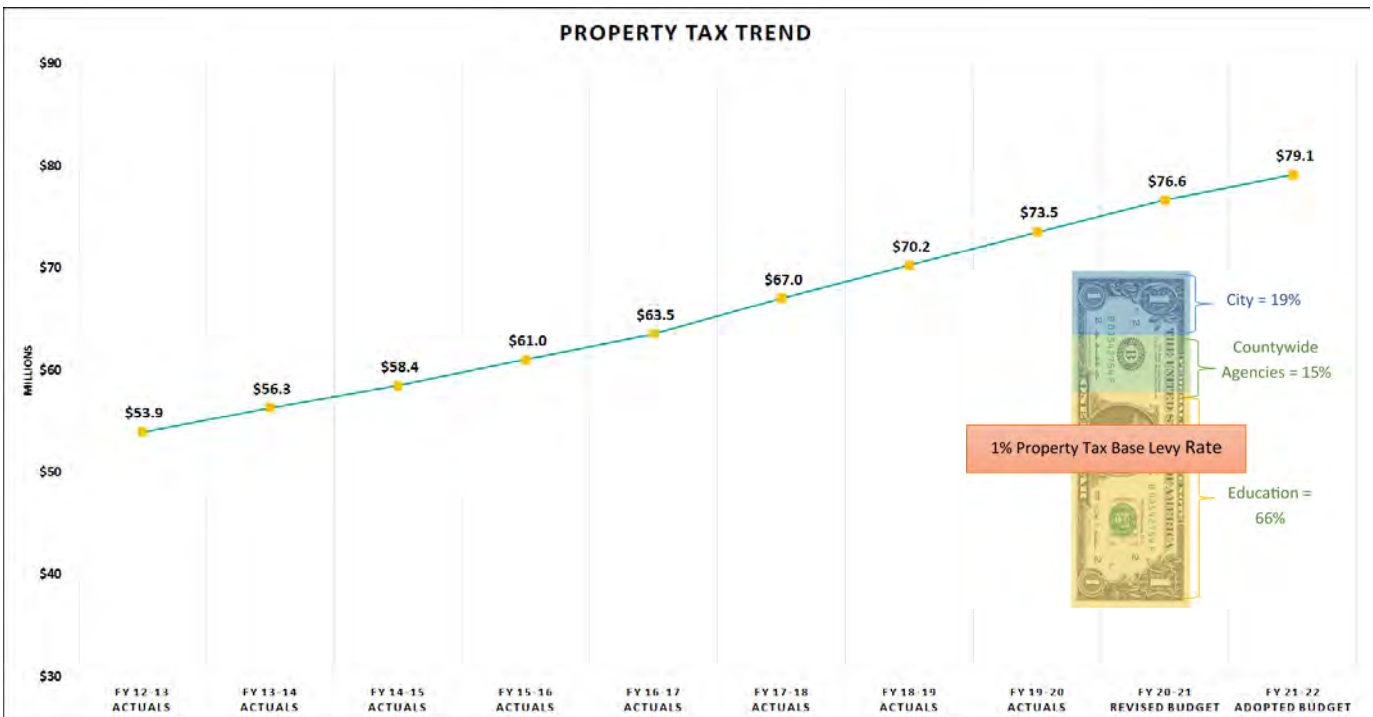 PROPERTY TAX TREND
$90
$80
$70
$60
$50
$40
$30
MILLIONS
$53.9
$56.3
$58.4
$61.0
$63.5
$67.0
$70.2
$73.5
$76.6
$79.1
City = 19%
Countywide
Agencies = 15%
1% Property Tax Base Levy Rate
Education =
66%
FY 12-13
ACTUALS
FY 13-14
ACTUALS
FY 14-15
ACTUALS
FY 15-16
ACTUALS
FY 16-17
ACTUALS
FY 17-18
ACTUALS
FY 18-19
ACTUALS
FY 19-20
ACTUALS
FY 20-21
REVISED BUDGET
FY 21-22
ADOPTED BUDGET